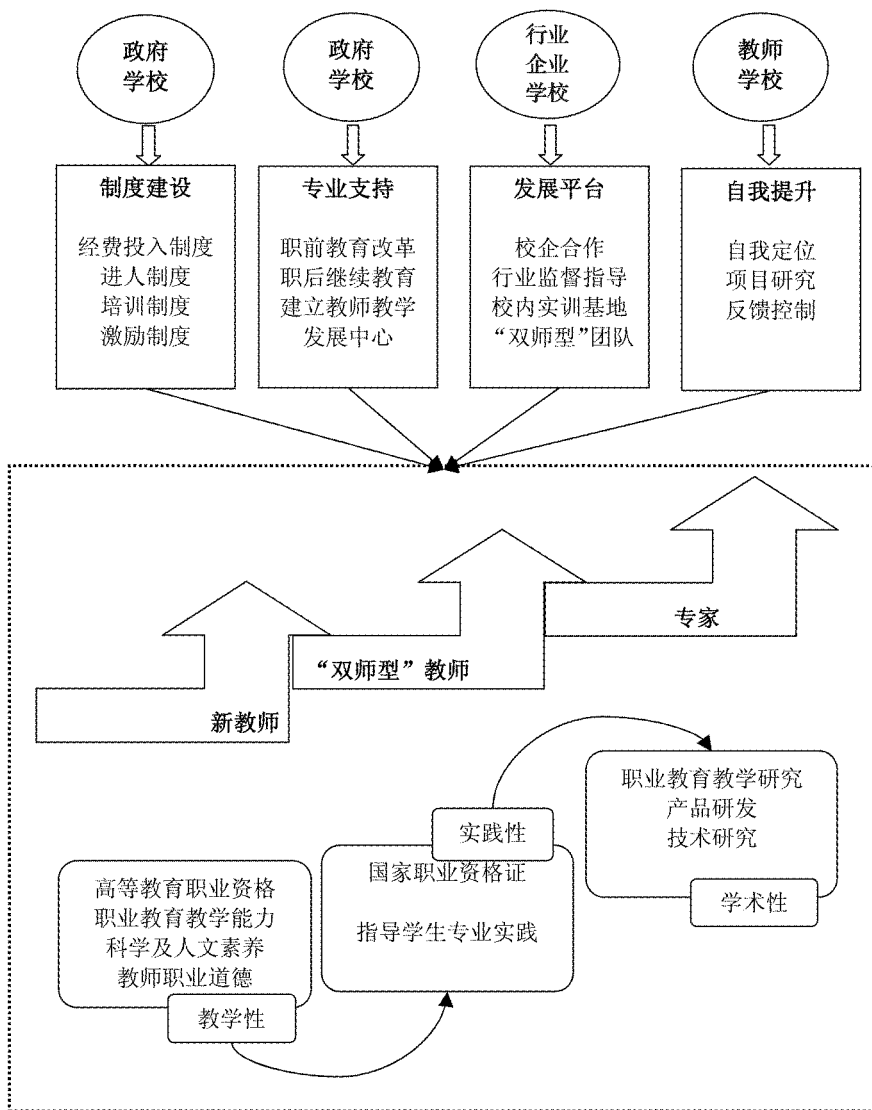 政府
学校
政府
学校
行业
企业
学校
教师
学校
制度建设
经费投入制度
进人制度
培训制度
激励制度
专业支持
职前教育改革
职后继续教育
建立教师教学
发展中心
发展平台
校企合作
行业监督指导
校内实训基地
“双师型”团队
自我提升
自我定位
项目研究
反馈控制
专家
“双师型”教师
新教师
职业教育教学研究
产品研发
技术研究
学术性
实践性
国家职业资格证
指导学生专业实践
高等教育职业资格
职业教育教学能力
科学及人文素养
教师职业道德
教学性